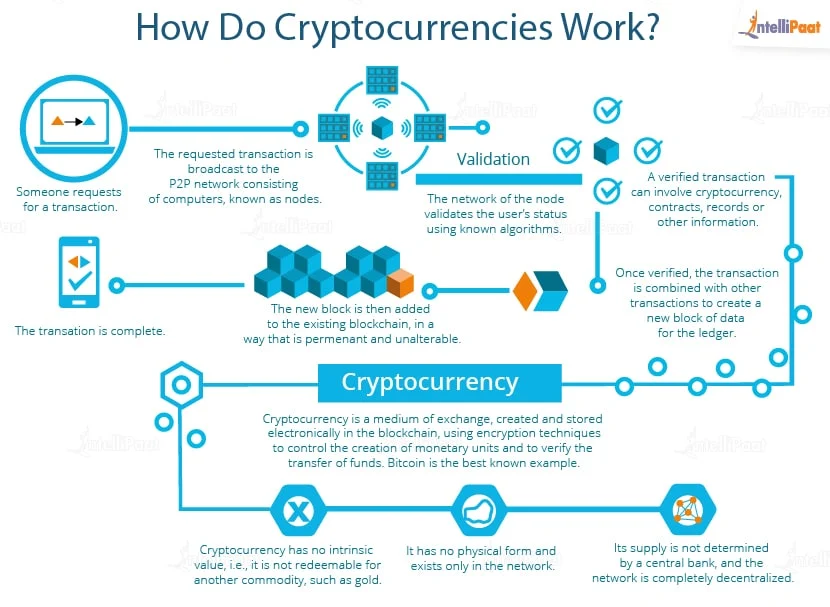 How Do Cryptocurrencies Work?
IntelliPaat
Someone requests
for a transaction.
The requested transaction is
broadcast to the
P2P network consisting
of computers, known as nodes.
Validation
The network of the node
validates the user's status
using known algorithms.
A verified transaction
can involve cryptocurrency,
contracts, records or
other information.
Once verified, the transaction
is combined with other
transactions to create a
new block of data
for the ledger.
The new block is then added
to the existing blockchain, in a
way that is permenant and unalterable.
The transation is complete.
Cryptocurrency
Cryptocurrency is a medium of exchange, created and stored
electronically in the blockchain, using encryption techniques
to control the creation of monetary units and to verify the
transfer of funds. Bitcoin is the best known example.
X
Cryptocurrency has no intrinsic
value, i.e., it is not redeemable for
another commodity, such as gold.
It has no physical form and
exists only in the network.
Its supply is not determined
by a central bank, and the
network is completely decentralized.